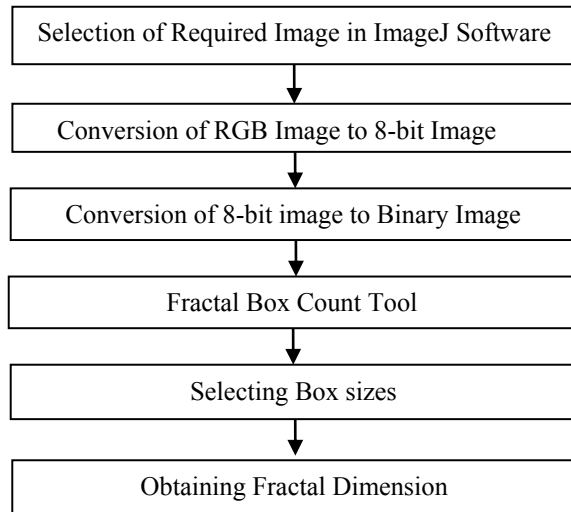 Selection of Required Image in ImageJ Software
Conversion of RGB Image to 8-bit Image
Conversion of 8-bit image to Binary Image
Fractal Box Count Tool
Selecting Box sizes
Obtaining Fractal Dimension